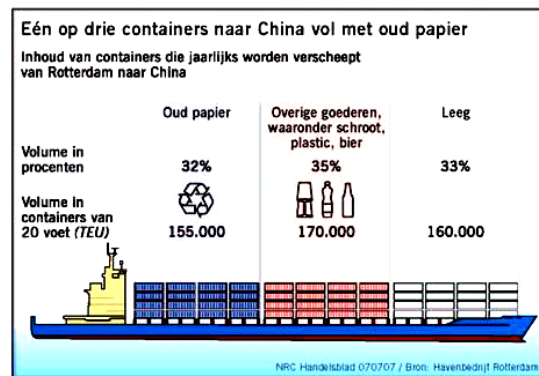 Eén op drie containers naar China vol met oud papier
Inhoud van containers die jaarlijks worden verscheept
van Rotterdam naar China
Oud papier
Overige goederen,
waaronder schroot,
plastic, bier
Leeg
Volume in
procenten
32%
35%
33%
Volume in
containers van
20 voet (TEU)
155.000
170.000
160.000
NRC Handelsblad 070707 / Bron: Havenbedrijf Rotterdam